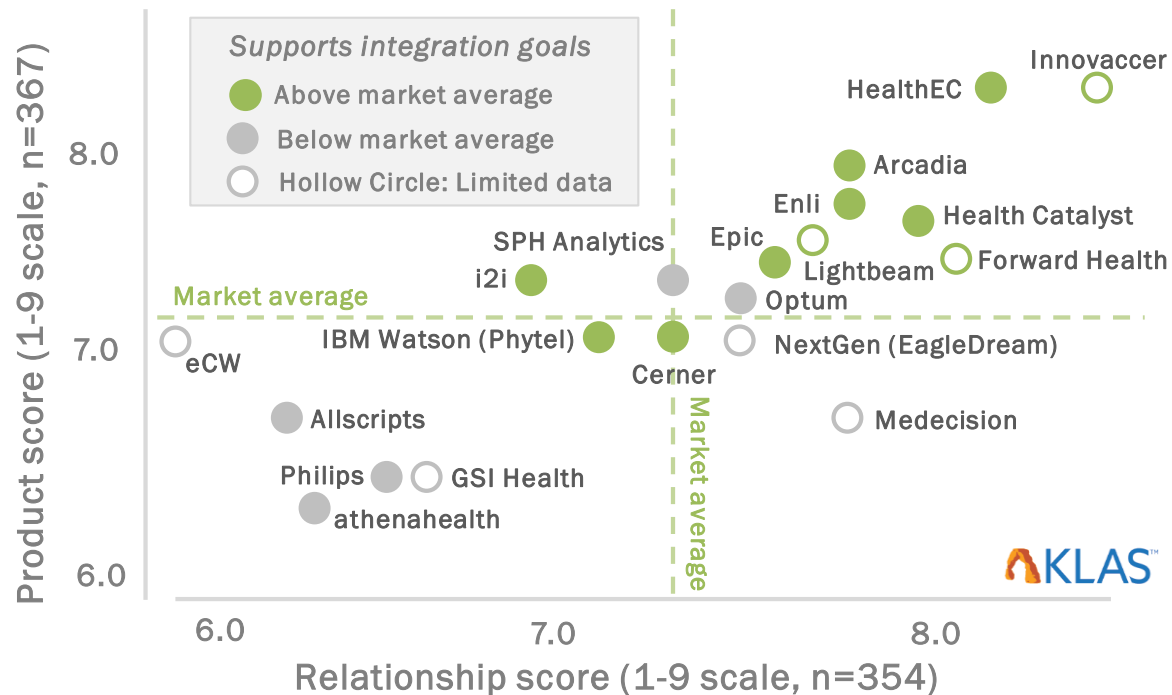 Product score (1-9 scale, n=367)
Supports integration goals
Above market average
Below market average
Hollow Circle: Limited data
8.0
7.0
6.0
Innovaccer
HealthEC
Arcadia
Enli
Health Catalyst
SPH Analytics
Epic
Lightbeam
Forward Health
i2i
Optum
Market average
IBM Watson (Phytel)
NextGen (EagleDream)
eCW
Cerner
Market average
Allscripts
Medecision
Philips
GSI Health
athenahealth
KLAS™
6.0
7.0
8.0
Relationship score (1-9 scale, n=354)